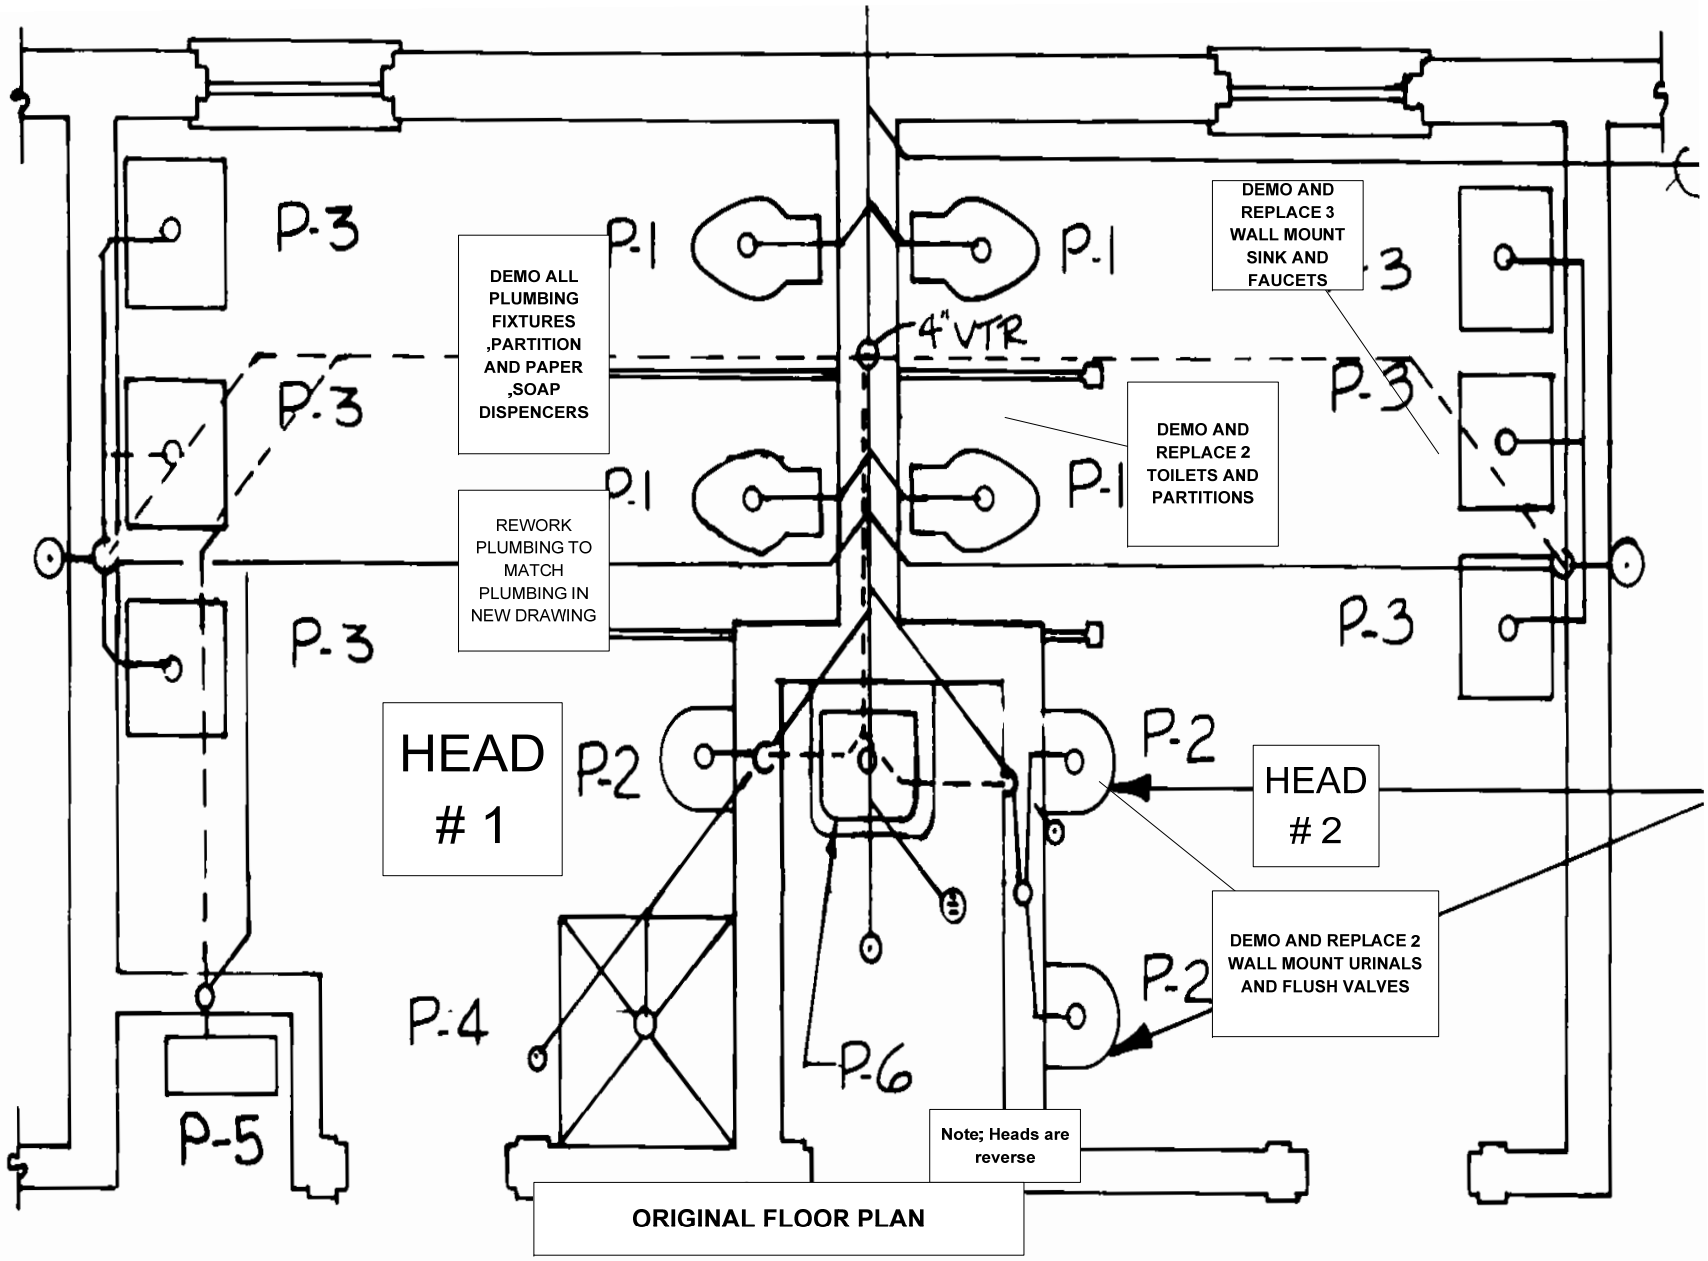 DEMO AND
REPLACE 3
WALL MOUNT
SINK AND
FAUCETS
P-3
P-1
P-1
-3
DEMO ALL
PLUMBING
FIXTURES
,PARTITION
AND PAPER
,SOAP
DISPENCERS
4" VTR
P-3
P-3
DEMO AND
REPLACE 2
TOILETS AND
PARTITIONS
P-1
P-1
REWORK
PLUMBING TO
MATCH
PLUMBING IN
NEW DRAWING
P-3
P-3
HEAD
# 1
P-2
P-2
HEAD
# 2
DEMO AND REPLACE 2
WALL MOUNT URINALS
AND FLUSH VALVES
P-4
P-2
P-6
P-5
Note; Heads are
reverse
ORIGINAL FLOOR PLAN